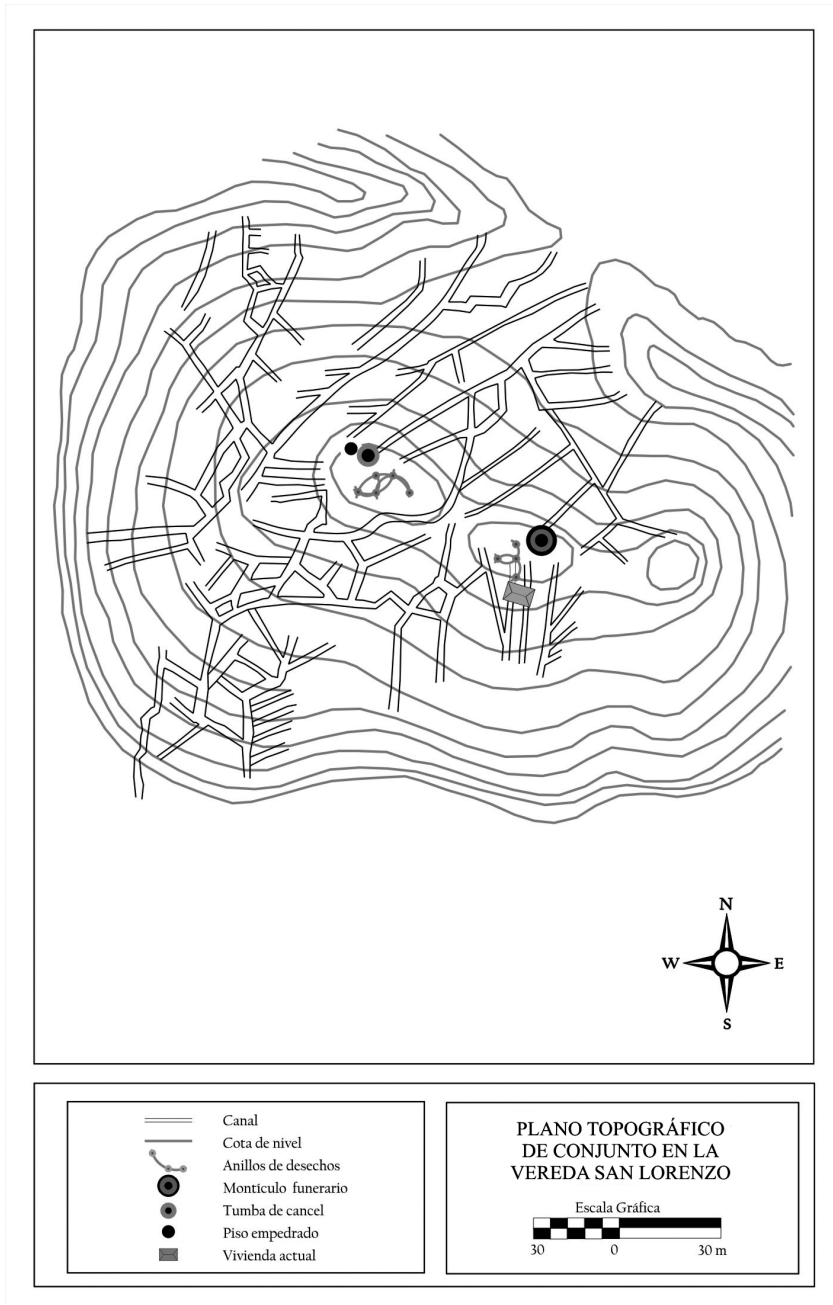 N
W E
S
Canal
Cota de nivel
Anillos de desechos
Montículo funerario
Tumba de cancel
Piso empedrado
Vivienda actual
PLANO TOPOGRÁFICO
DE CONJUNTO EN LA
VEREDA SAN LORENZO
Escala Gráfica
30 0 30 m